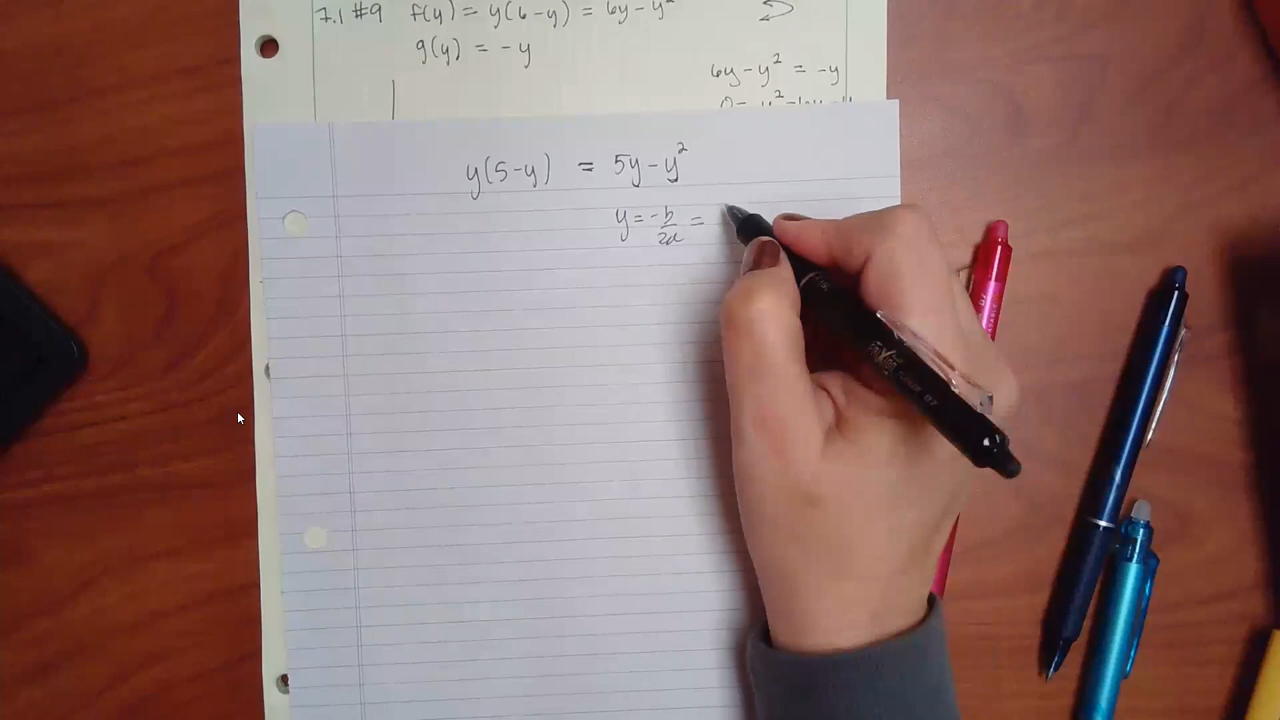 7.1 #9 f(y) = y(6-y) = 6y - y²
g(y) = -y
6y - y² = -y
y(5-y) = 5y - y²
y = -b/2a =